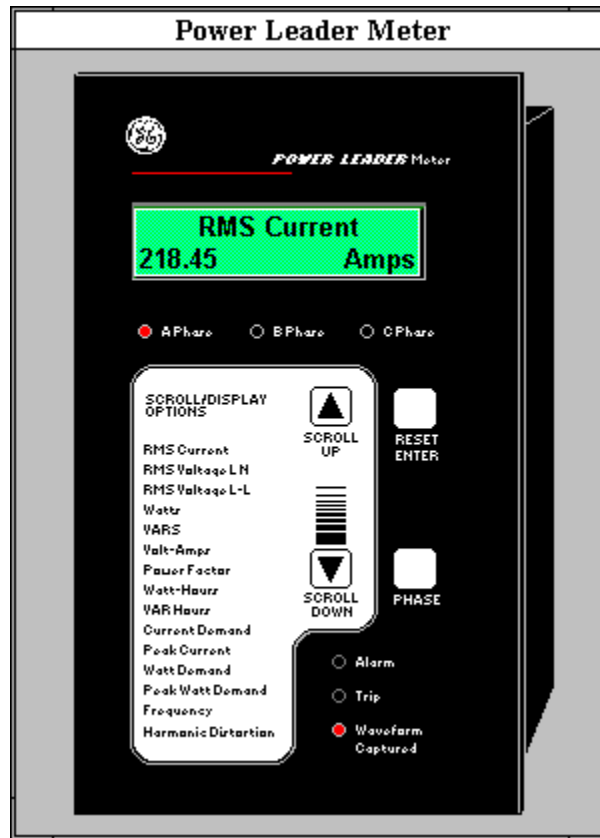 Power Leader Meter
GE
POWER LEADER Meter
RMS Current
218.45 Amps
A Phase B Phase C Phase
SCROLL/DISPLAY
OPTIONS
RMS Current
RMS Voltage L N
RMS Voltage L-L
Watts
VARS
Volt-Amps
Power Factor
Watt-Hours
VAR Hours
Current Demand
Peak Current
Watt Demand
Peak Watt Demand
Frequency
Harmonic Distortion
SCROLL
UP
SCROLL
DOWN
RESET
ENTER
PHASE
Alarm
Trip
Waveform
Captured